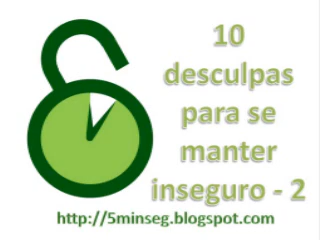 10
desculpas
para se
manter
inseguro - 2
http://5minseg.blogspot.com